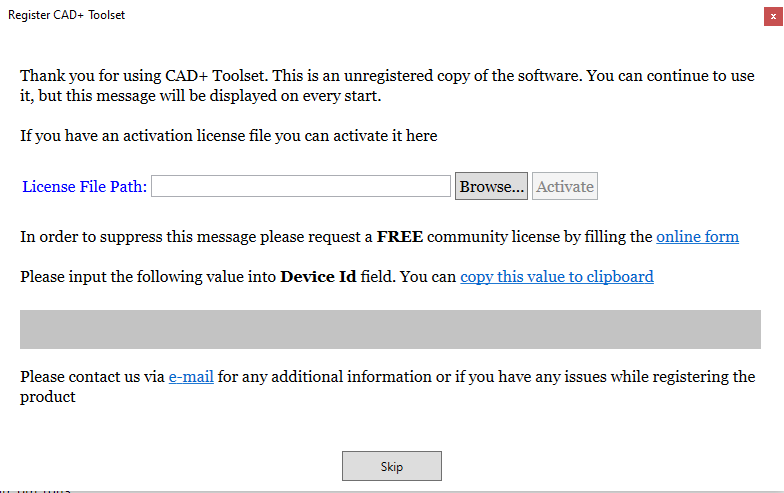 Register CAD+ Toolset
x
Thank you for using CAD+ Toolset. This is an unregistered copy of the software. You can continue to use
it, but this message will be displayed on every start.
If you have an activation license file you can activate it here
License File Path: Browse... Activate
In order to suppress this message please request a FREE community license by filling the online form
Please input the following value into Device Id field. You can copy this value to clipboard
Please contact us via e-mail for any additional information or if you have any issues while registering the
product
Skip